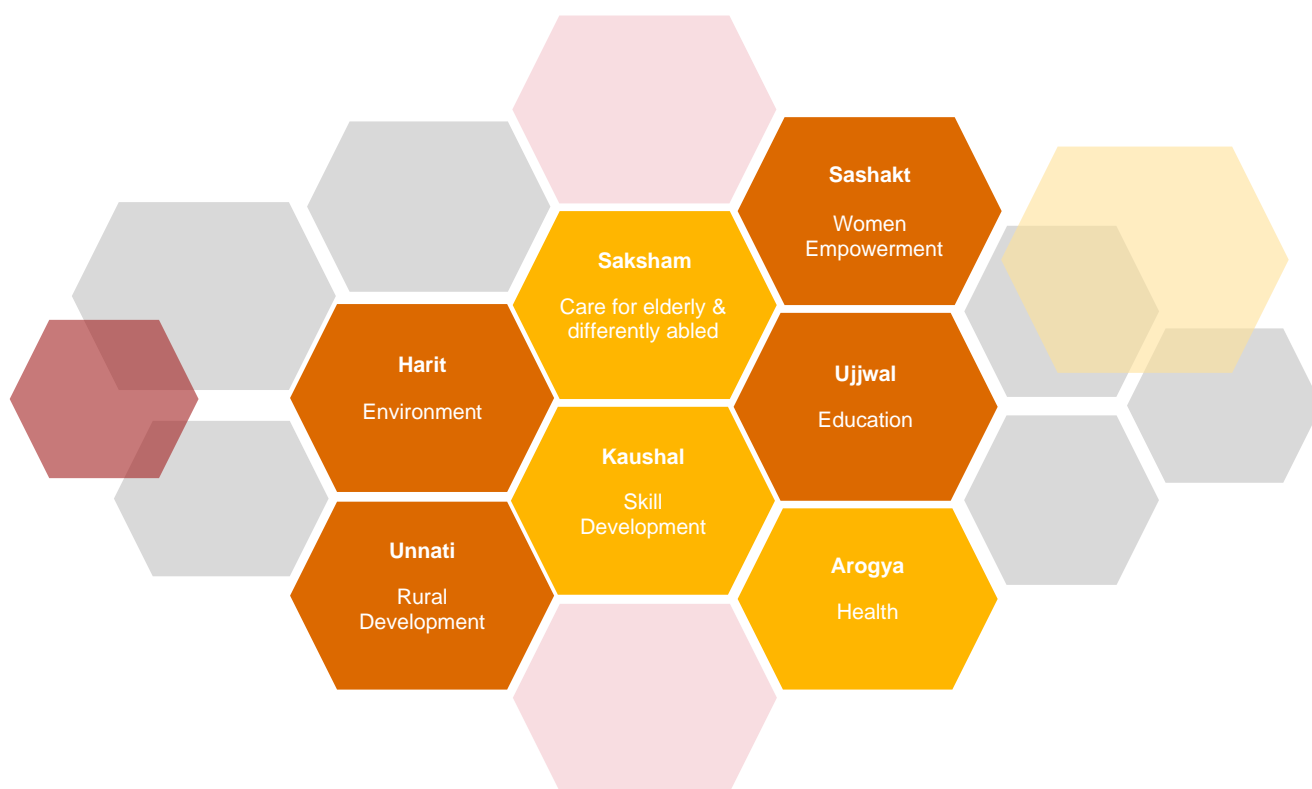 Sashakt
Women
Empowerment
Saksham
Care for elderly &
differently abled
Harit
Environment
Ujjwal
Education
Kaushal
Skill
Development
Unnati
Rural
Development
Arogya
Health